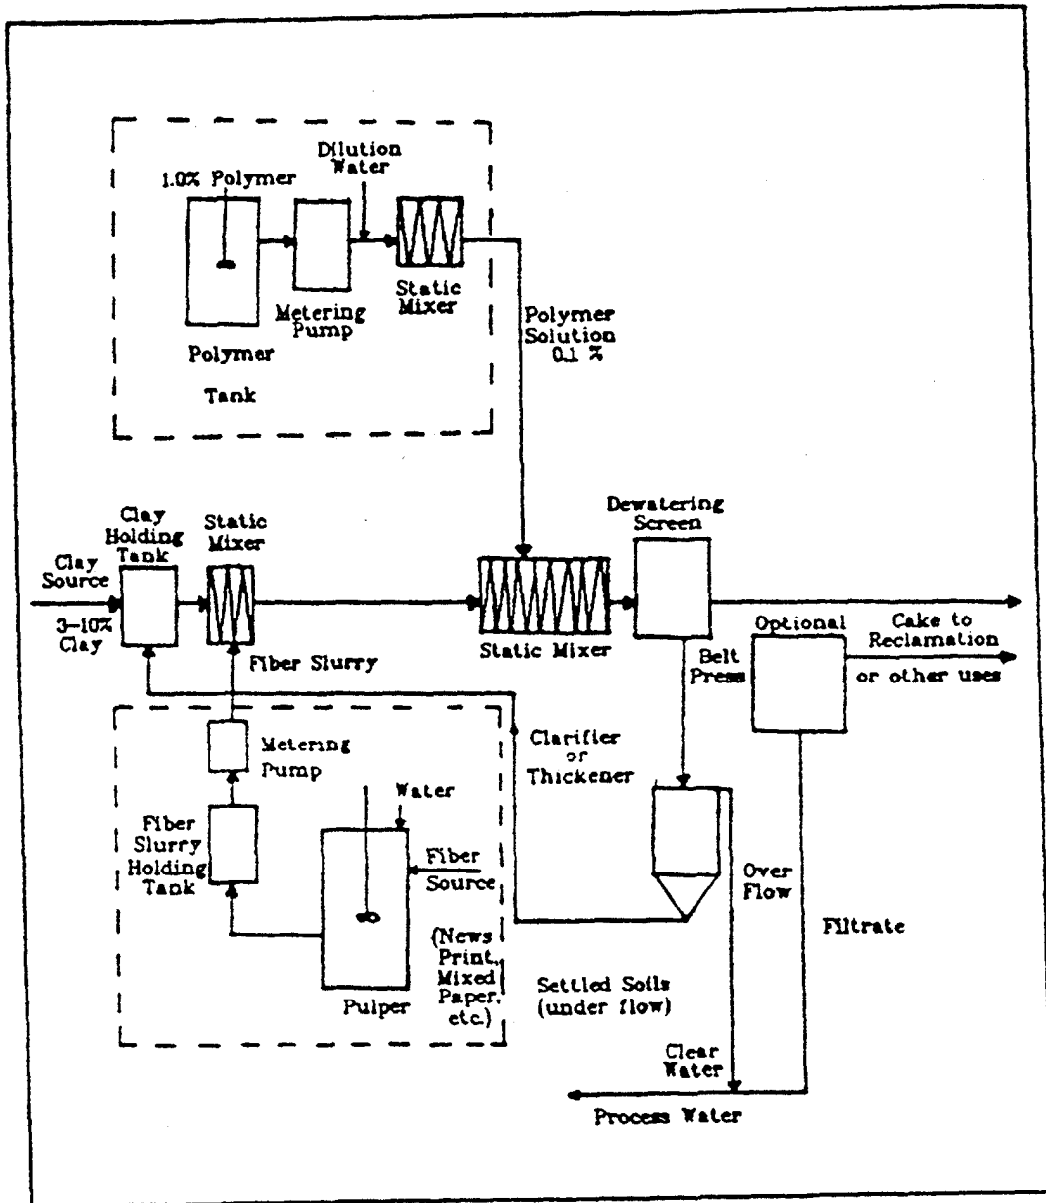 Dilution
Water
1.0% Polymer
Static
Mixer
Metering
Pump
Polymer
Tank
Polymer
Solution
0.1 %
Clay
Holding
Tank
Static
Mixer
Dewatering
Screen
Clay
Source
3-10%
Clay
Static Mixer
Optional
Cake to
Reclamation
or other uses
Belt
Press
Fiber Slurry
Metering
Pump
Clarifier
or
Thickener
Water
Fiber
Slurry
Holding
Tank
Fiber
Source
Over
Flow
Filtrate
(News
Print,
Mixed
Paper,
etc.)
Pulper
Settled Soils
(under flow)
Clear
Water
Process Water